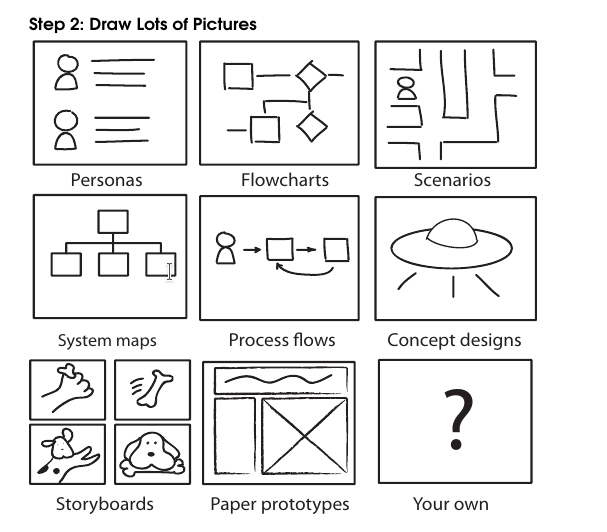 Step 2: Draw Lots of Pictures
Personas
Flowcharts
Scenarios
System maps
Process flows
Concept designs
?
Storyboards
Paper prototypes
Your own